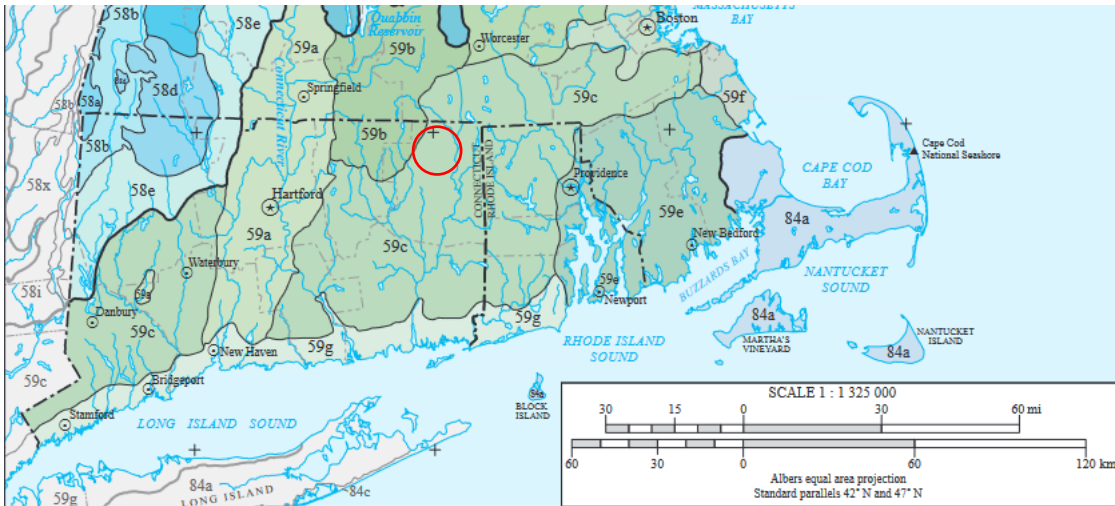 58b
58e
Quabbin
Reservoir
Boston
MASSACHUSETTS
BAY
59a
59b
Worcester
58d
58b
58a
Springfield
Connecticut River
59c
59f
59b
58b
58x
58e
CONNECTICUT
RHODE ISLAND
Providence
Cape Cod
National Seashore
CAPE COD
BAY
Hartford
59a
59c
59e
84a
New Bedford
Waterbury
BUZZARDS BAY
NANTUCKET
SOUND
58i
59a
59e
Newport
Danbury
59c
59g
59g
84a
MARTHA'S
VINEYARD
NANTUCKET
ISLAND
84a
RHODE ISLAND
SOUND
New Haven
59c
Bridgeport
84a
BLOCK
ISLAND
Stamford
LONG ISLAND SOUND
84a
LONG ISLAND
84c
59g
SCALE 1 : 1 325 000
30 15 0 30 60 mi
60 30 0 60 120 km
Albers equal area projection
Standard parallels 42° N and 47° N